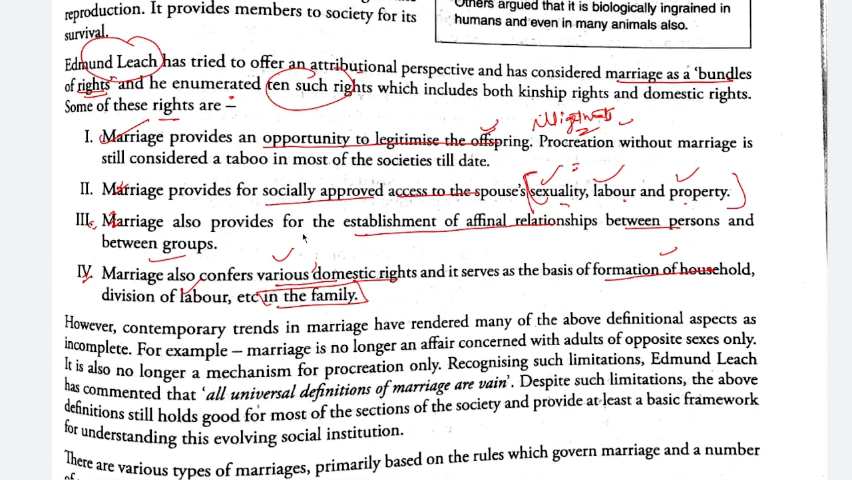 reproduction. It provides members to society for its
survival.
Others argued that it is biologically ingrained in
humans and even in many animals also.
Edmund Leach has tried to offer an attributional perspective and has considered marriage as a 'bundles
of rights' and he enumerated ten such rights which includes both kinship rights and domestic rights.
Some of these rights are –
I. Marriage provides an opportunity to legitimise the offspring. Procreation without marriage is
still considered a taboo in most of the societies till date.
II. Marriage provides for socially approved access to the spouse's sexuality, labour and property.
III. Marriage also provides for the establishment of affinal relationships between persons and
between groups.
IV. Marriage also confers various domestic rights and it serves as the basis of formation of household,
division of labour, etc in the family.
However, contemporary trends in marriage have rendered many of the above definitional aspects as
incomplete. For example – marriage is no longer an affair concerned with adults of opposite sexes only.
It is also no longer a mechanism for procreation only. Recognising such limitations, Edmund Leach
has commented that 'all universal definitions of marriage are vain'. Despite such limitations, the above
definitions still holds good for most of the sections of the society and provide at least a basic framework
for understanding this evolving social institution.
There are various types of marriages, primarily based on the rules which govern marriage and a number